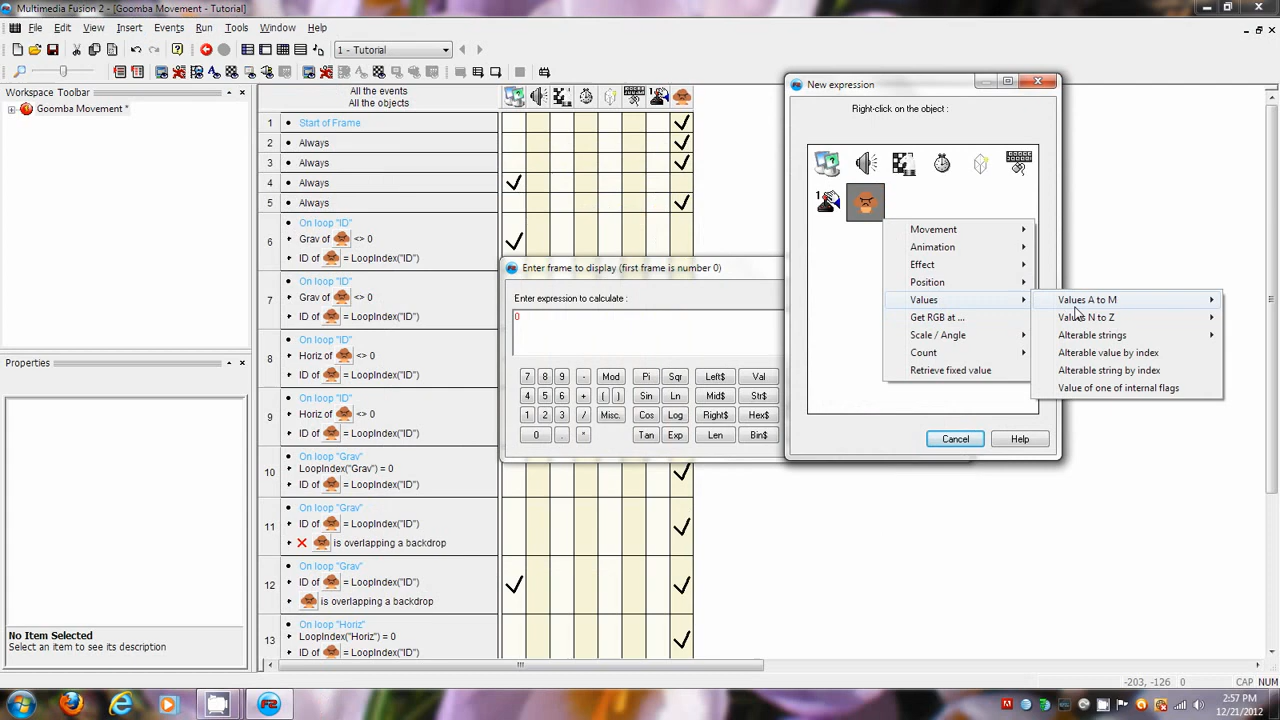 Multimedia Fusion 2 - [Goomba Movement - Tutorial]
File Edit View Insert Events Run Tools Window Help
1 - Tutorial
Workspace Toolbar
Goomba Movement *
Properties
No Item Selected
Select an item to see its description
All the events
All the objects
1 Start of Frame
2 Always
3 Always
4 Always
5 Always
6 On loop "ID"
Grav of <> 0
ID of = LoopIndex("ID")
7 On loop "ID"
Grav of <> 0
ID of = LoopIndex("ID")
8 On loop "ID"
Horiz of <> 0
ID of = LoopIndex("ID")
9 On loop "ID"
Horiz of <> 0
ID of = LoopIndex("ID")
10 On loop "Grav"
LoopIndex("Grav") = 0
ID of = LoopIndex("ID")
11 On loop "Grav"
ID of = LoopIndex("ID")
is overlapping a backdrop
12 On loop "Grav"
ID of = LoopIndex("ID")
is overlapping a backdrop
13 On loop "Horiz"
LoopIndex("Horiz") = 0
ID of = LoopIndex("ID")
Enter frame to display (first frame is number 0)
Enter expression to calculate :
0
7 8 9 - Mod Pi Sqr Left$ Val
4 5 6 + ( ) Sin Ln Mid$ Str$
1 2 3 / Misc. Cos Log Right$ Hex$
0 . * Tan Exp Len Bin$
New expression
Right-click on the object :
Movement
Animation
Effect
Position
Values
Get RGB at ...
Scale / Angle
Count
Retrieve fixed value
Values A to M
Values N to Z
Alterable strings
Alterable value by index
Alterable string by index
Value of one of internal flags
Cancel Help
-203, -126 0 CAP NUM
2:57 PM
12/21/2012